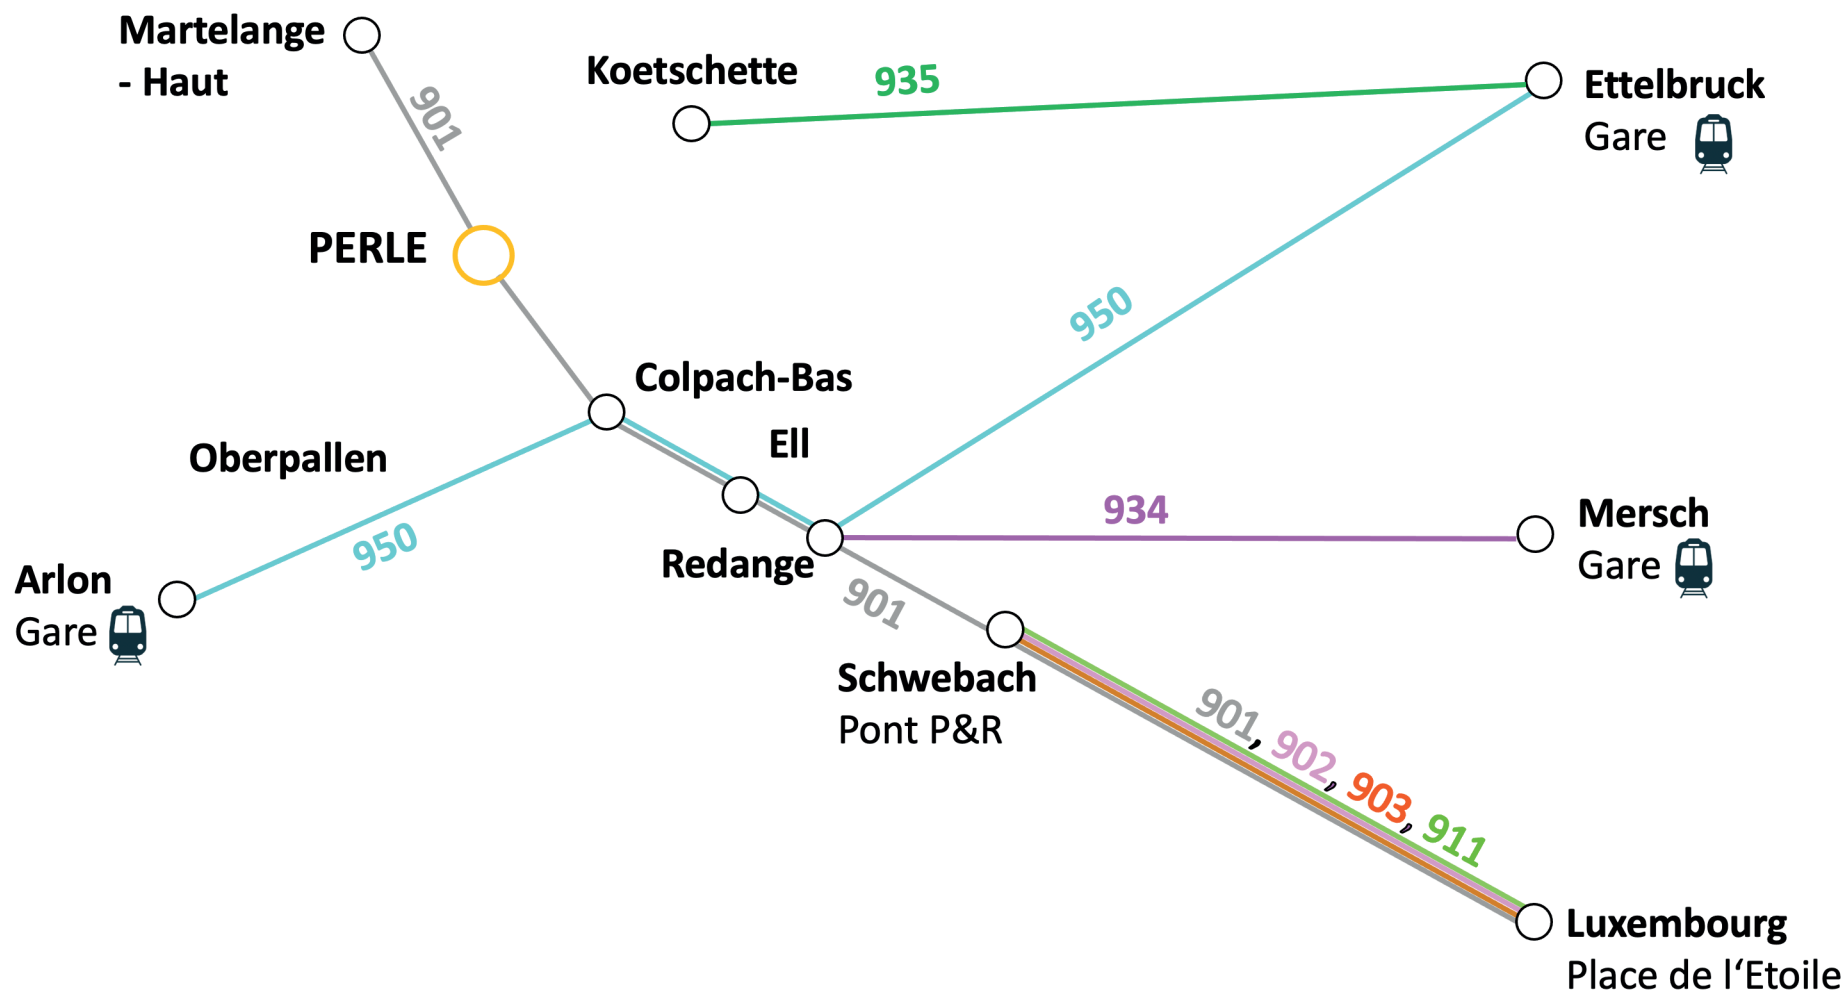 Martelange
- Haut
901
Koetschette
935
Ettelbruck
Gare
PERLE
950
Colpach-Bas
Ell
Oberpallen
950
Arlon
Gare
Redange
934
Mersch
Gare
901
Schwebach
Pont P&R
901, 902, 903, 911
Luxembourg
Place de l‘Etoile